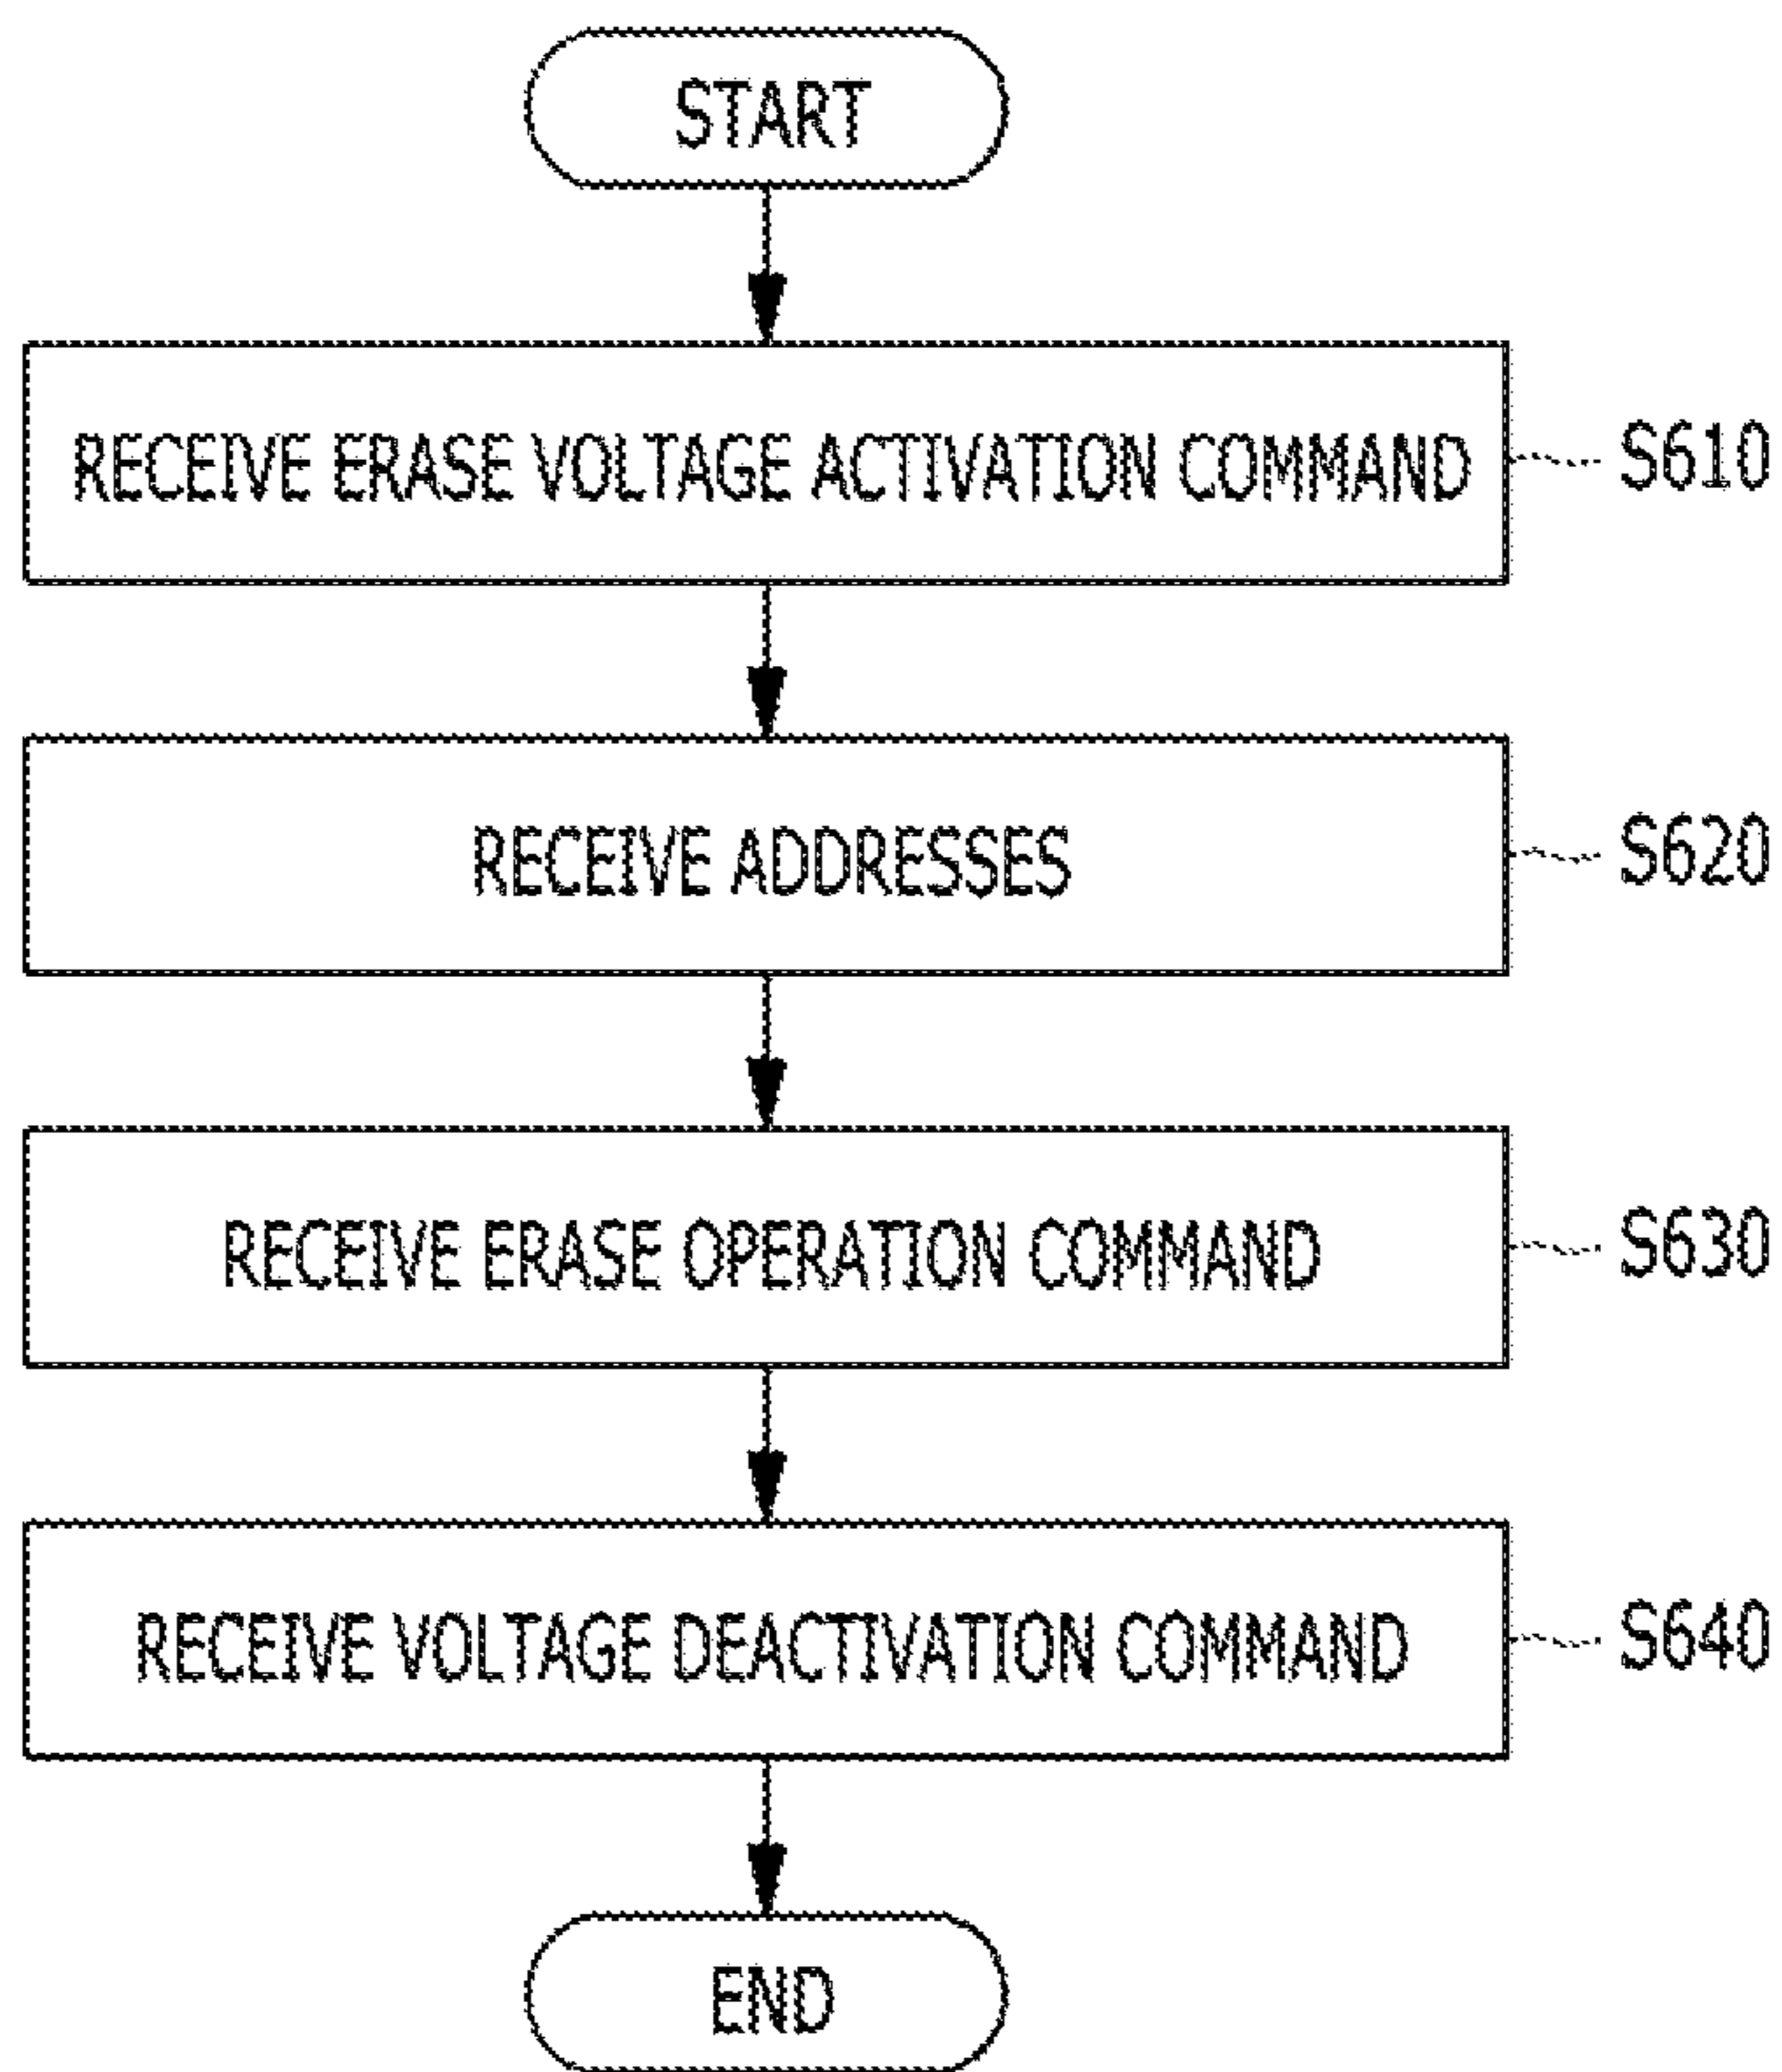 START
RECEIVE ERASE VOLTAGE ACTIVATION COMMAND S610
RECEIVE ADDRESSES S620
RECEIVE ERASE OPERATION COMMAND S630
RECEIVE VOLTAGE DEACTIVATION COMMAND S640
END